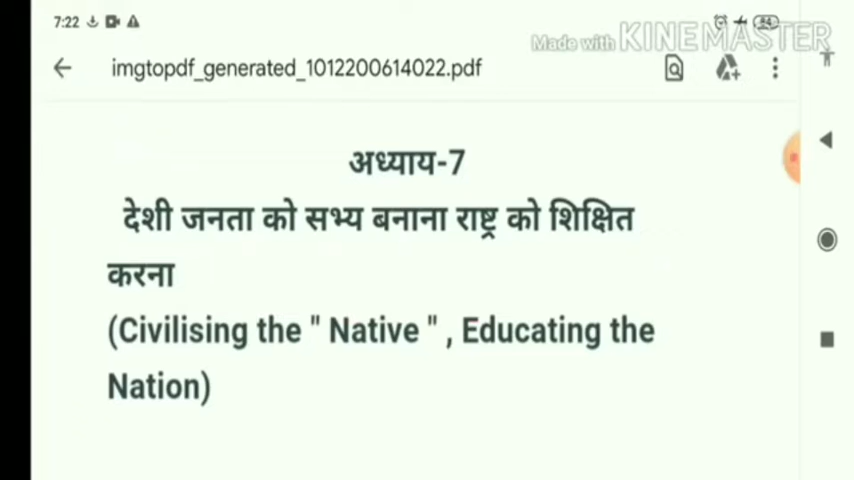 7:22
84
Made with KINEMASTER
imgtopdf_generated_1012200614022.pdf
अध्याय-7
देशी जनता को सभ्य बनाना राष्ट्र को शिक्षित
करना
(Civilising the " Native " , Educating the
Nation)